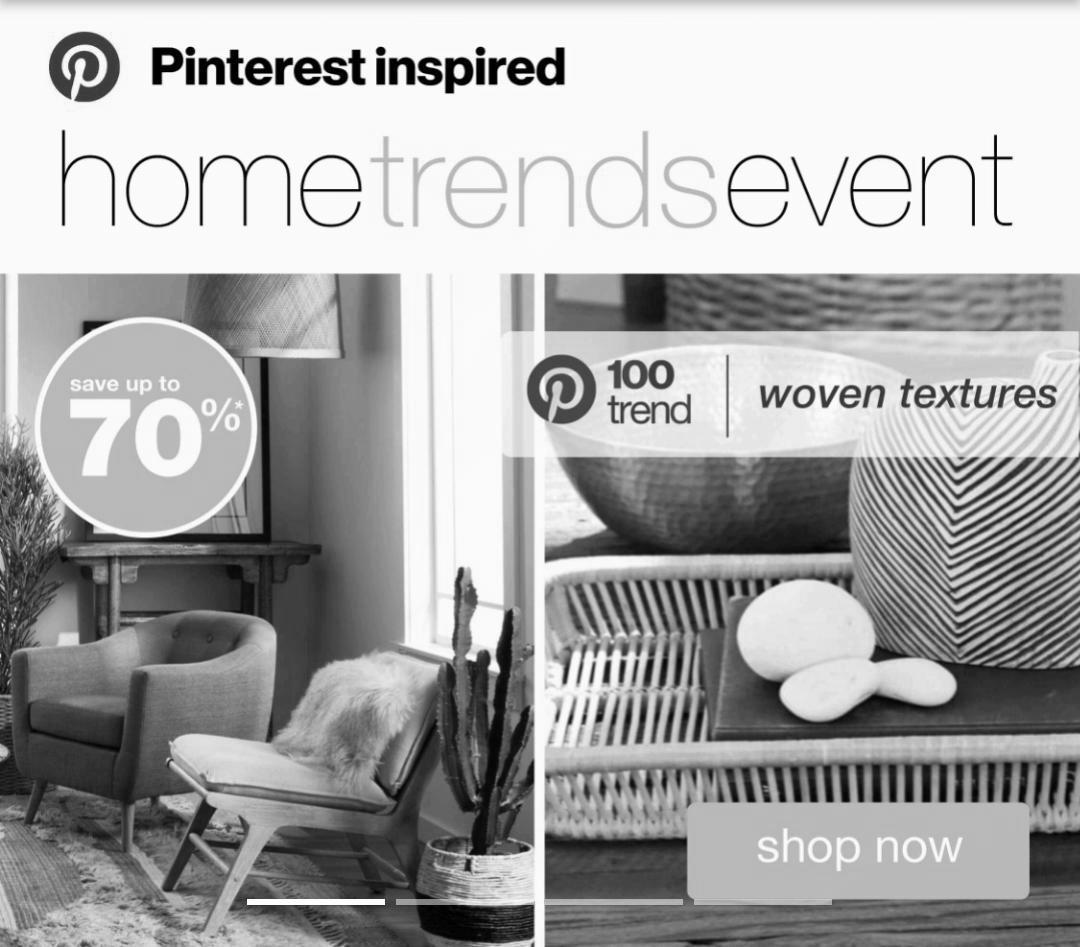 Pinterest inspired
hometrendsevent
save up to
70%*
100
trend
woven textures
shop now